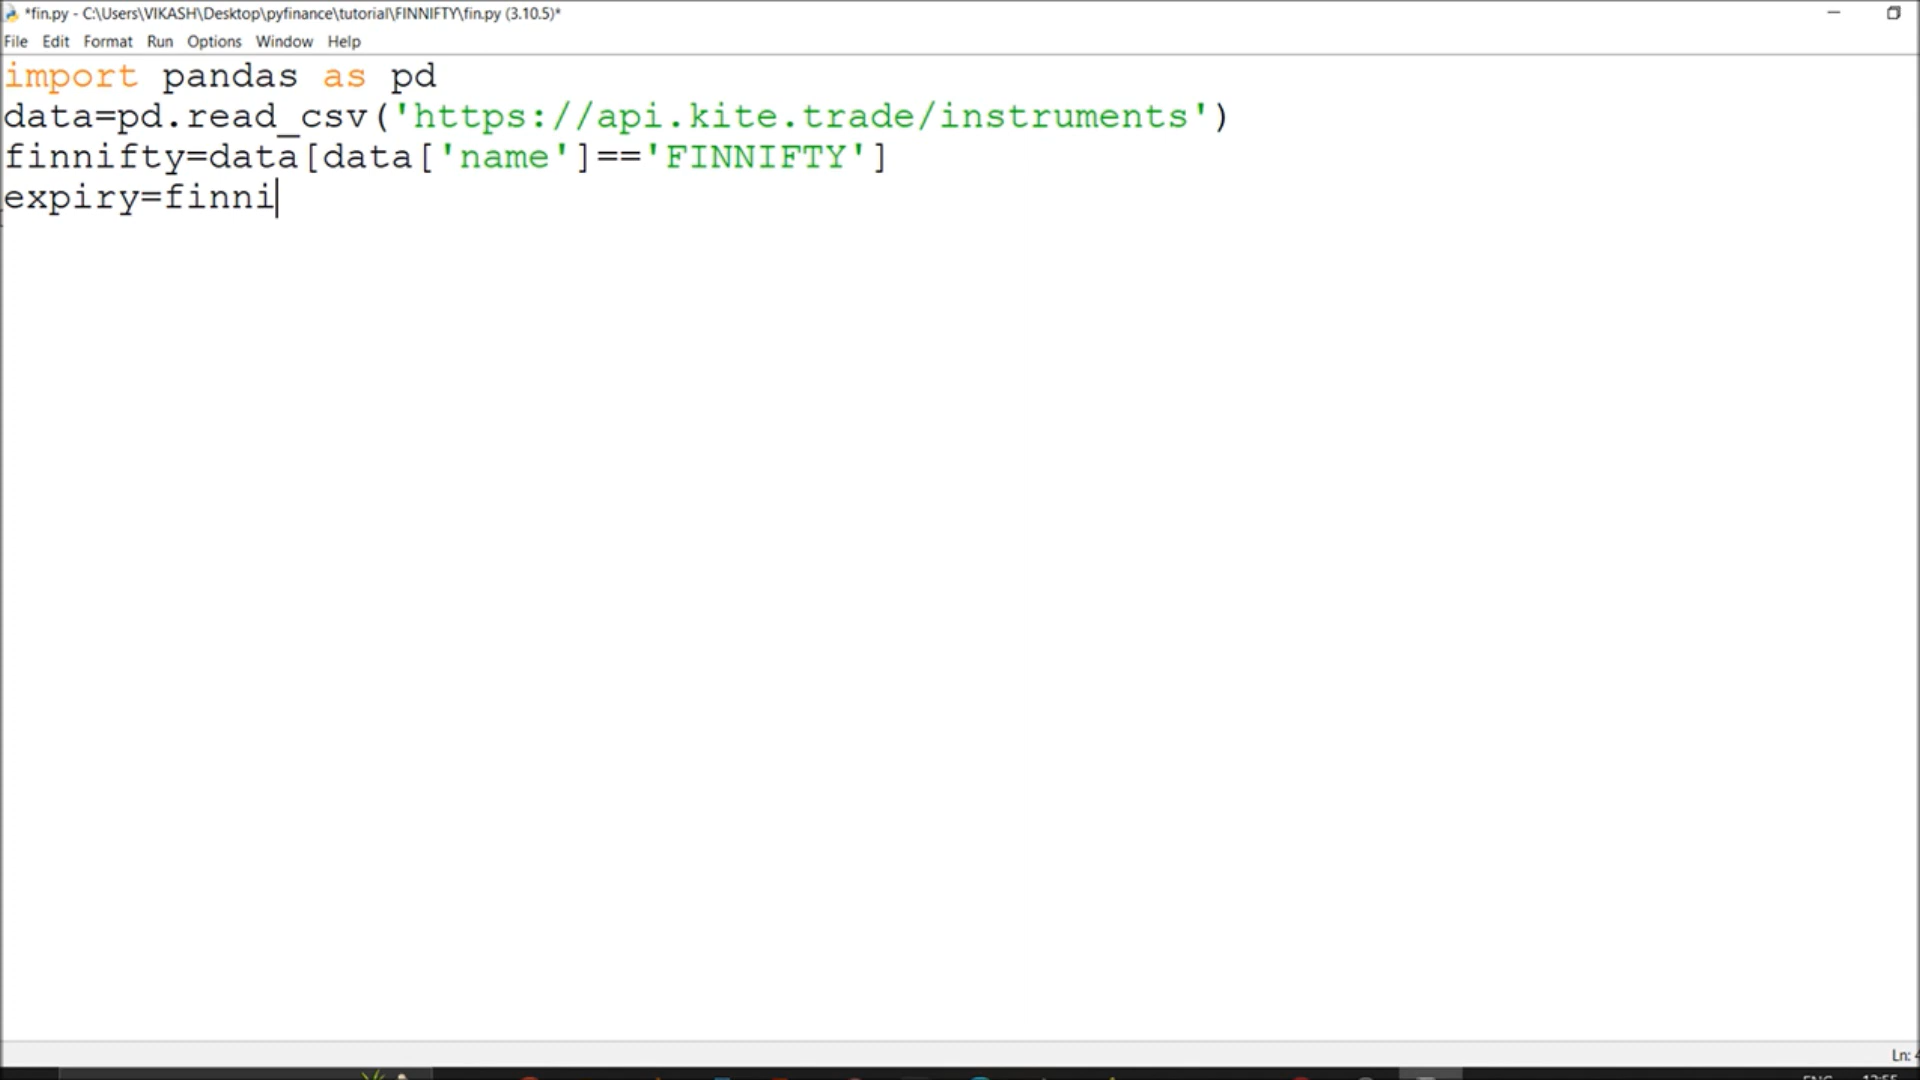 *fin.py - C:\Users\VIKASH\Desktop\pyfinance\tutorial\FINNIFTY\fin.py (3.10.5)*
File Edit Format Run Options Window Help
import pandas as pd
data=pd.read_csv('https://api.kite.trade/instruments')
finnifty=data[data['name']=='FINNIFTY']
expiry=finni
Ln: 4